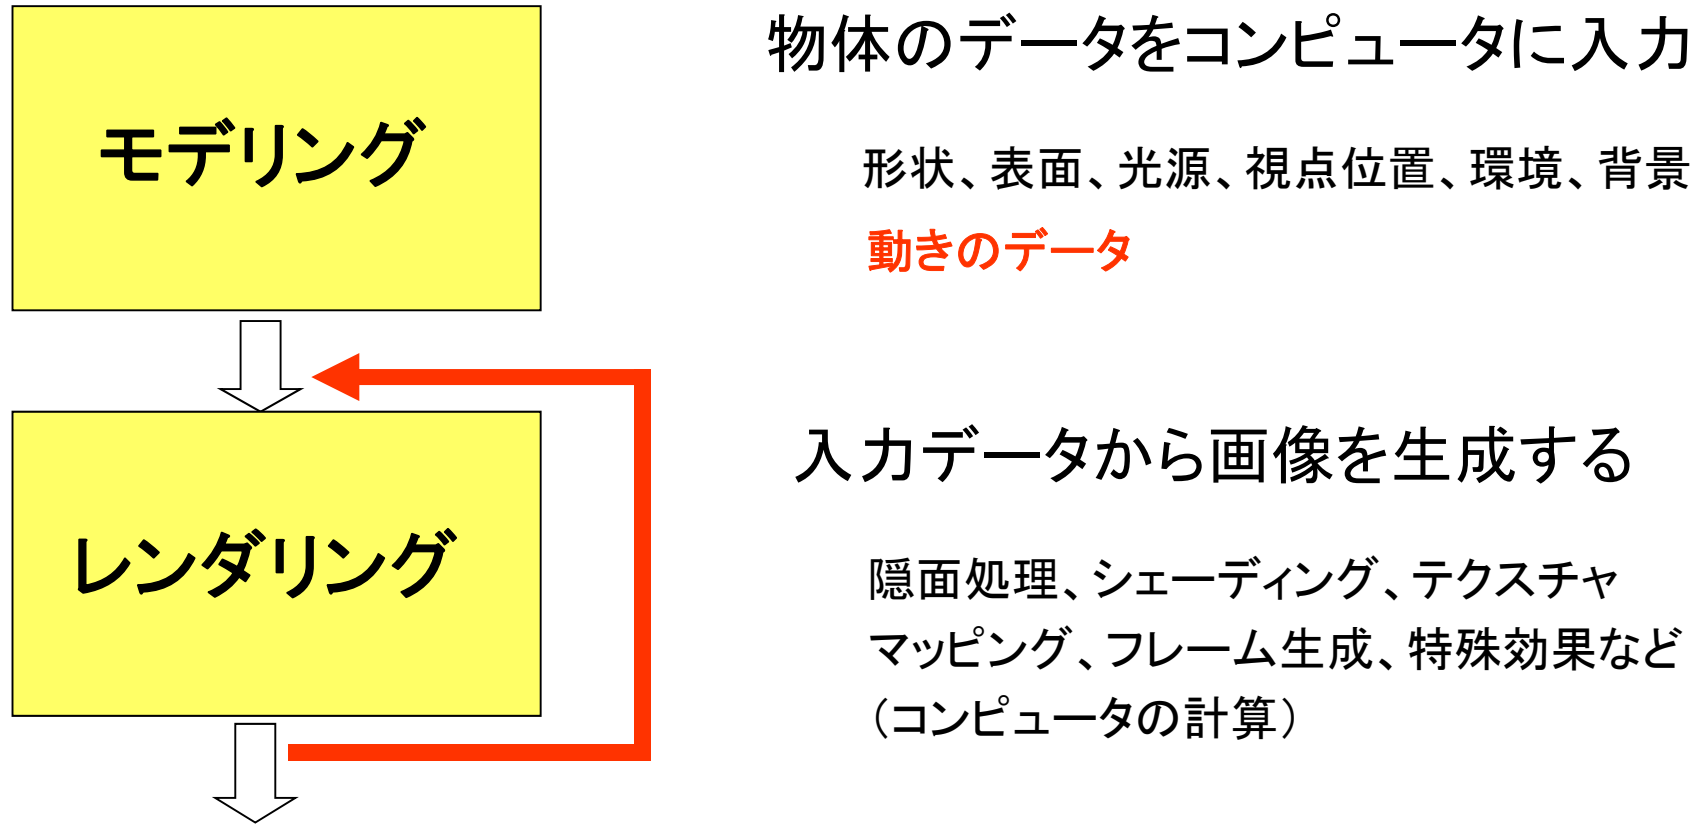 モデリング
物体のデータをコンピュータに入力
形状、表面、光源、視点位置、環境、背景
動きのデータ
レンダリング
入力データから画像を生成する
隠面処理、シェーディング、テクスチャ
マッピング、フレーム生成、特殊効果など
（コンピュータの計算）